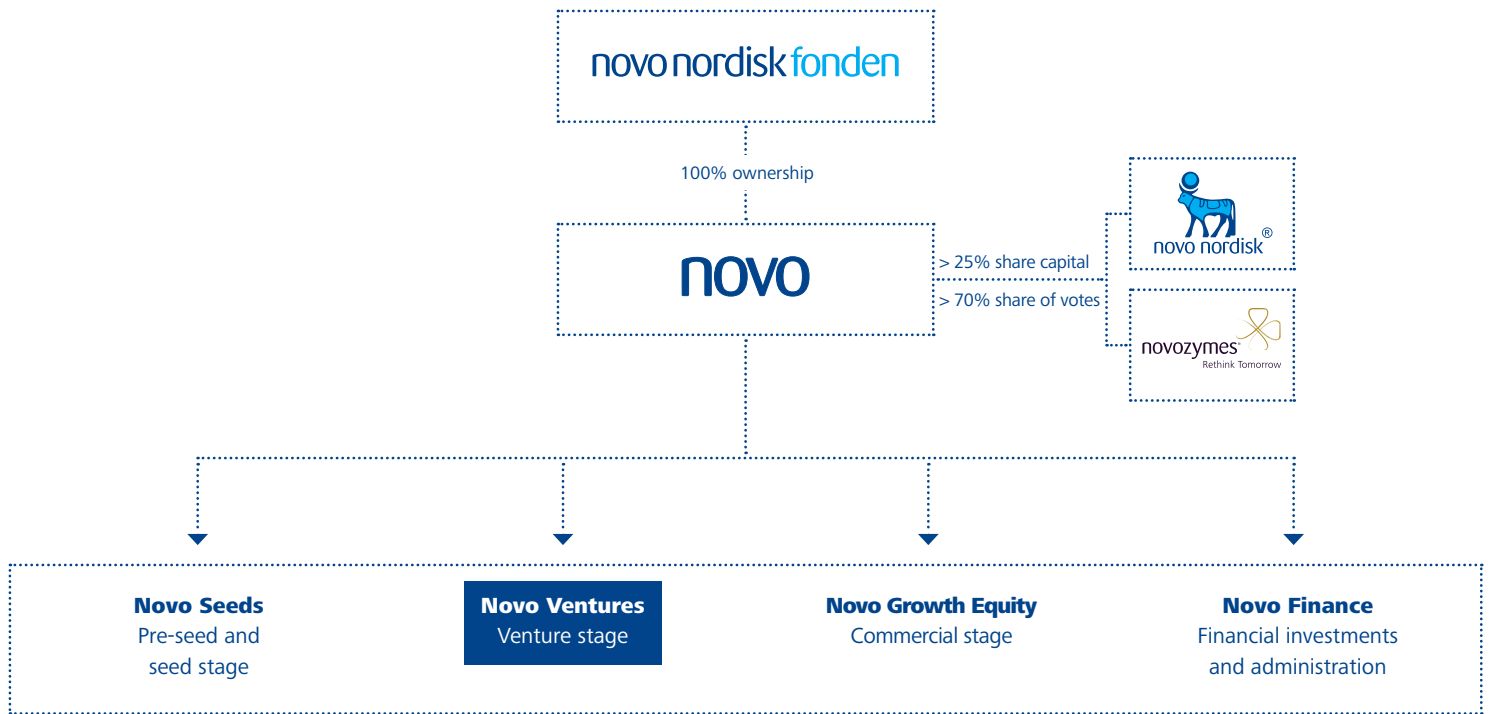 novo nordisk fonden
100% ownership
novo
> 25% share capital
> 70% share of votes
novo nordisk®
novozymes®
Rethink Tomorrow
Novo Seeds
Pre-seed and
seed stage
Novo Ventures
Venture stage
Novo Growth Equity
Commercial stage
Novo Finance
Financial investments
and administration